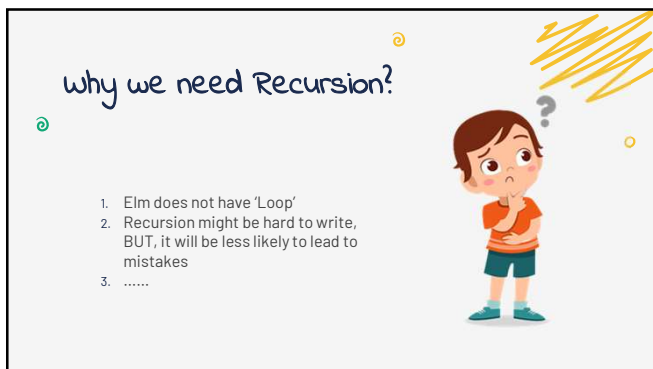 Why we need Recursion?
?
1. Elm does not have ‘Loop’
2. Recursion might be hard to write,
BUT, it will be less likely to lead to
mistakes
3. ......